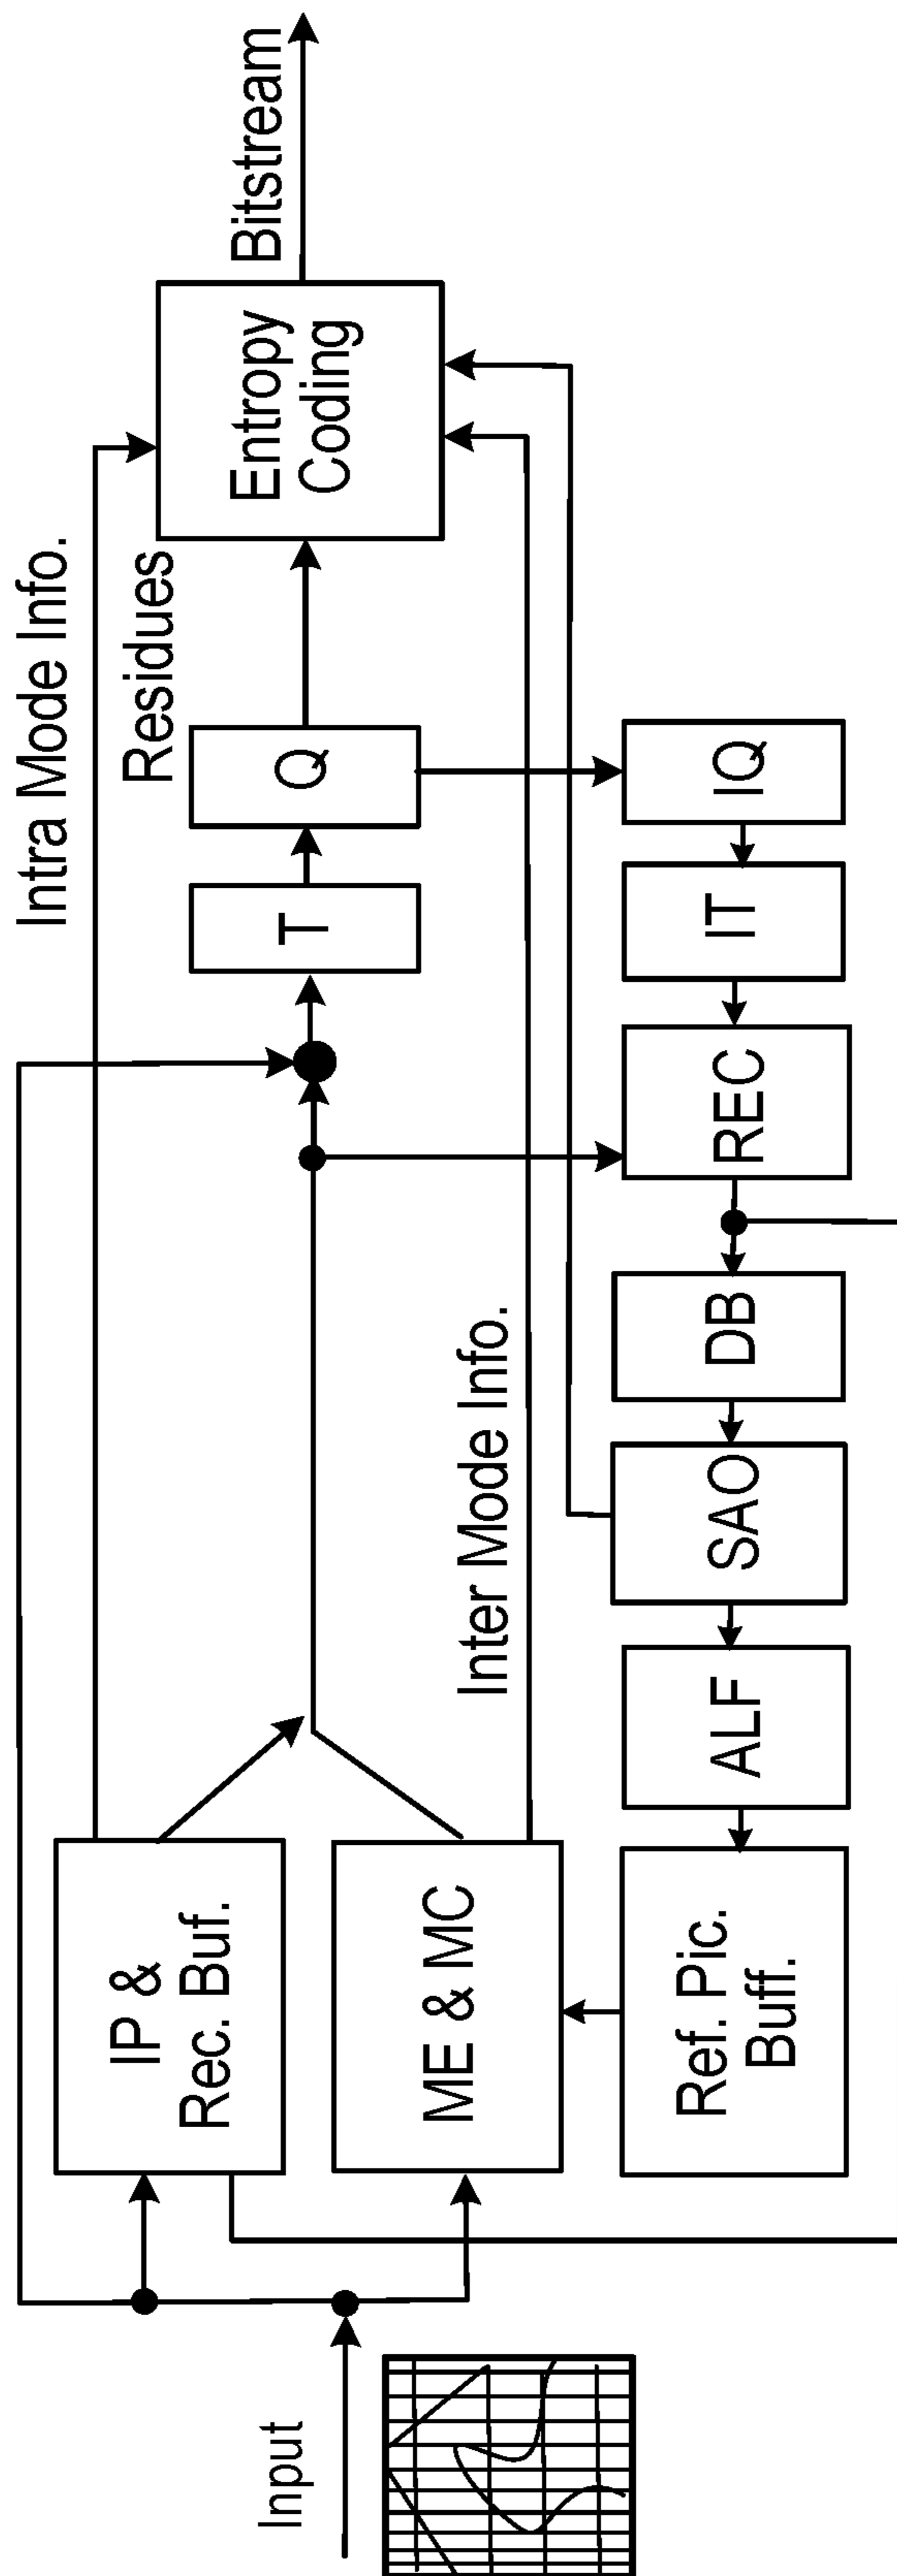 Intra Mode Info.
Input
IP &
Rec. Buf.
ME & MC
Inter Mode Info.
T
Q
Residues
Entropy
Coding
Bitstream
Ref. Pic.
Buff.
ALF
SAO
DB
REC
IT
IQ